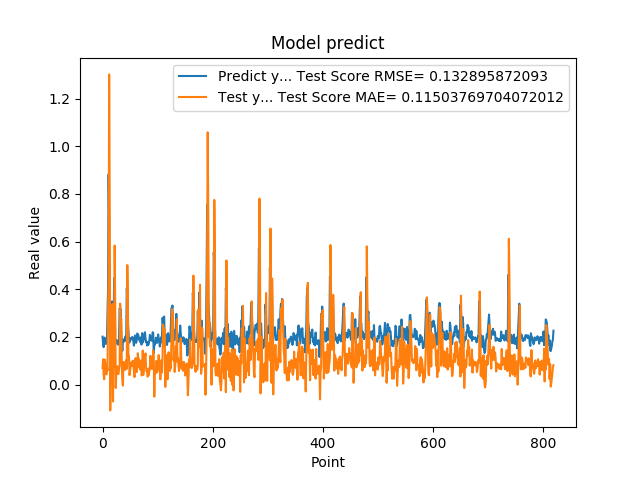 Model predict
Predict y... Test Score RMSE= 0.132895872093
Test y... Test Score MAE= 0.11503769704072012
1.2
1.0
0.8
0.6
0.4
0.2
0.0
Real value
0
200
400
600
800
Point